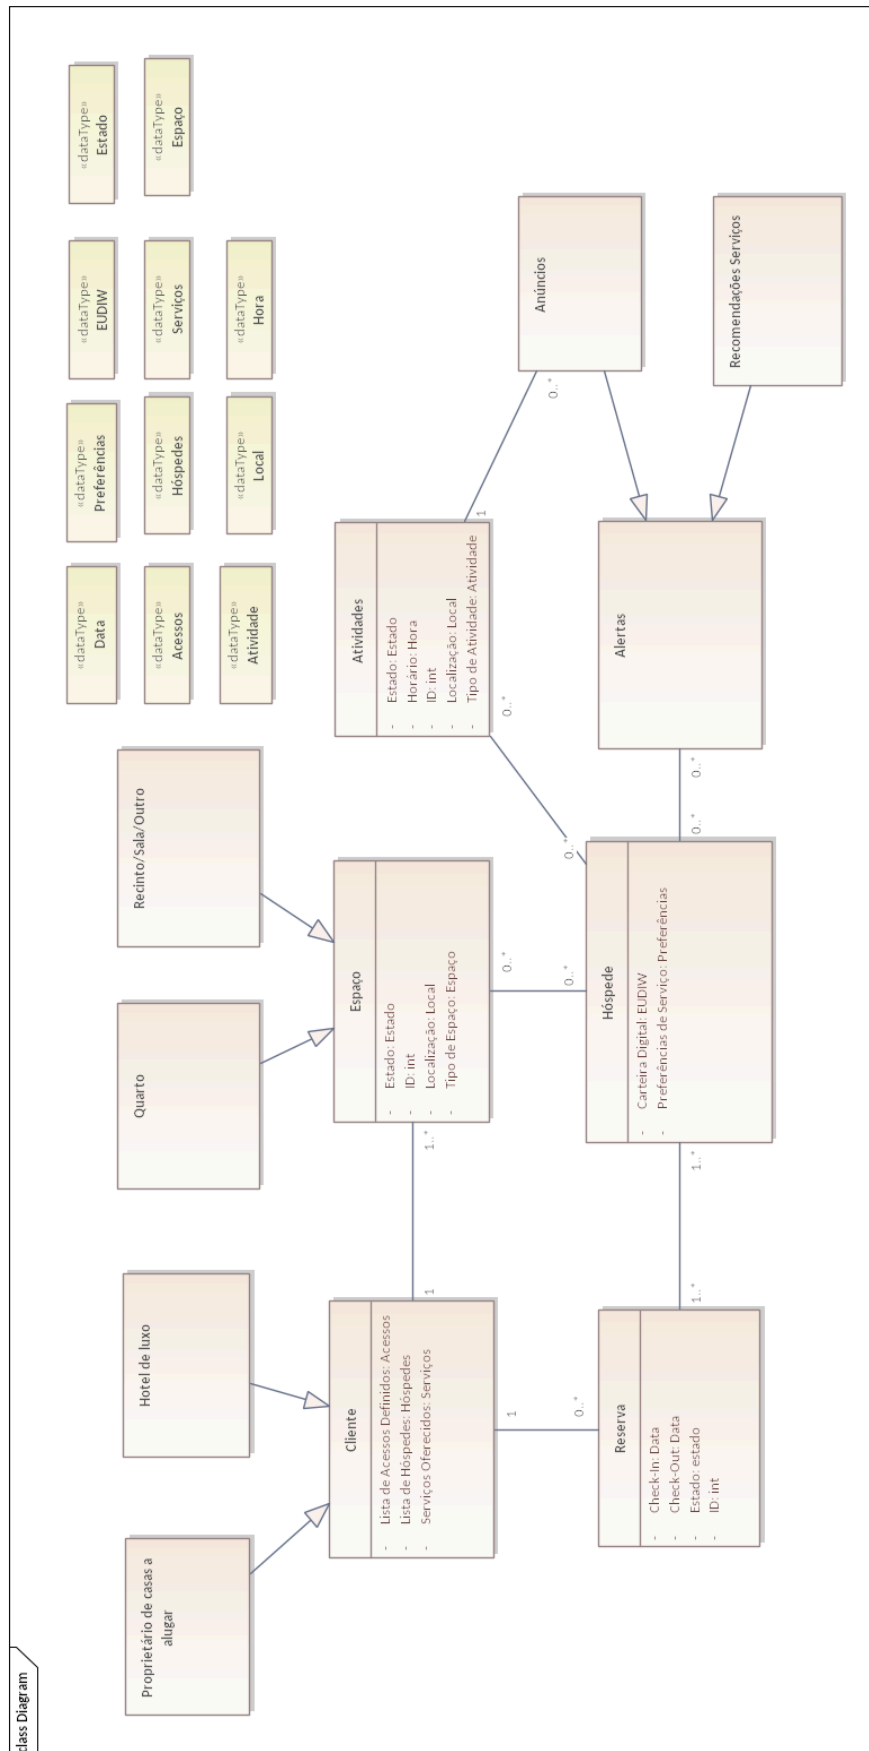 class Diagram
Proprietário de casas a
alugar
Hotel de luxo
Quarto
Recinto/Sala/Outro
«dataType»
Data
«dataType»
Preferências
«dataType»
EUDIW
«dataType»
Estado
«dataType»
Acessos
«dataType»
Hóspedes
«dataType»
Serviços
«dataType»
Espaço
«dataType»
Atividade
«dataType»
Local
«dataType»
Hora
Cliente
- Lista de Acessos Definidos: Acessos
- Lista de Hóspedes: Hóspedes
- Serviços Oferecidos: Serviços
1
1..*
Espaço
- Estado: Estado
- ID: int
- Localização: Local
- Tipo de Espaço: Espaço
Atividades
- Estado: Estado
- Horário: Hora
- ID: int
- Localização: Local
- Tipo de Atividade: Atividade
1
0..*
Anúncios
1
0..*
0..*
0..*
0..*
0..*
Reserva
- Check-In: Data
- Check-Out: Data
- Estado: estado
- ID: int
1..*
1..*
Hóspede
- Carteira Digital: EUDIW
- Preferências de Serviço: Preferências
0..*
0..*
Alertas
Recomendações Serviços